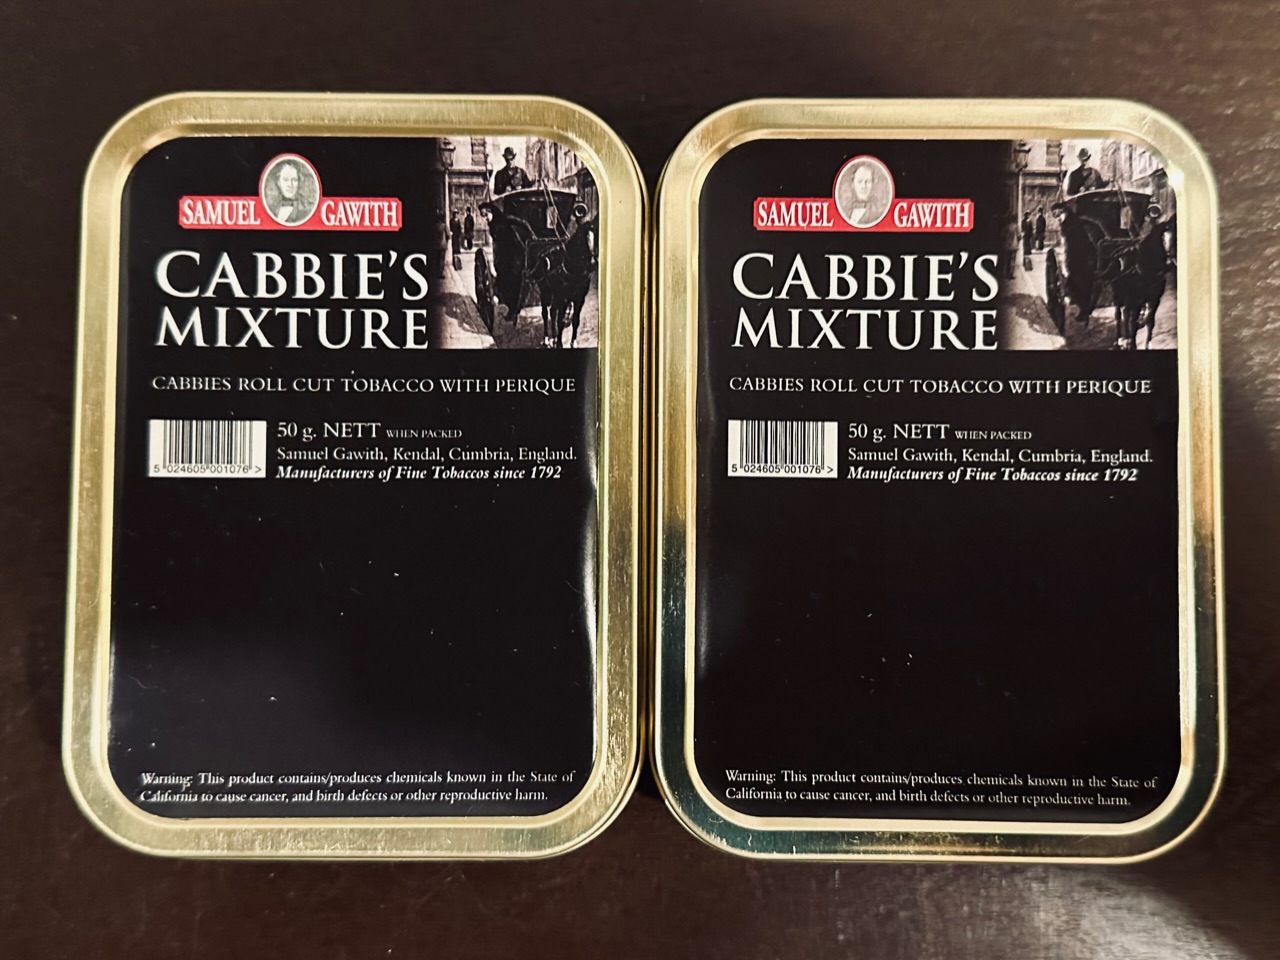 SAMUEL GAWITH
CABBIE'S
MIXTURE
CABBIES ROLL CUT TOBACCO WITH PERIQUE
50 g. NETT WHEN PACKED
Samuel Gawith, Kendal, Cumbria, England.
Manufacturers of Fine Tobaccos since 1792
5 024605 001076 >
Warning: This product contains/produces chemicals known in the State of
California to cause cancer, and birth defects or other reproductive harm.
SAMUEL GAWITH
CABBIE'S
MIXTURE
CABBIES ROLL CUT TOBACCO WITH PERIQUE
50 g. NETT WHEN PACKED
Samuel Gawith, Kendal, Cumbria, England.
Manufacturers of Fine Tobaccos since 1792
5 024605 001076 >
Warning: This product contains/produces chemicals known in the State of
California to cause cancer, and birth defects or other reproductive harm.